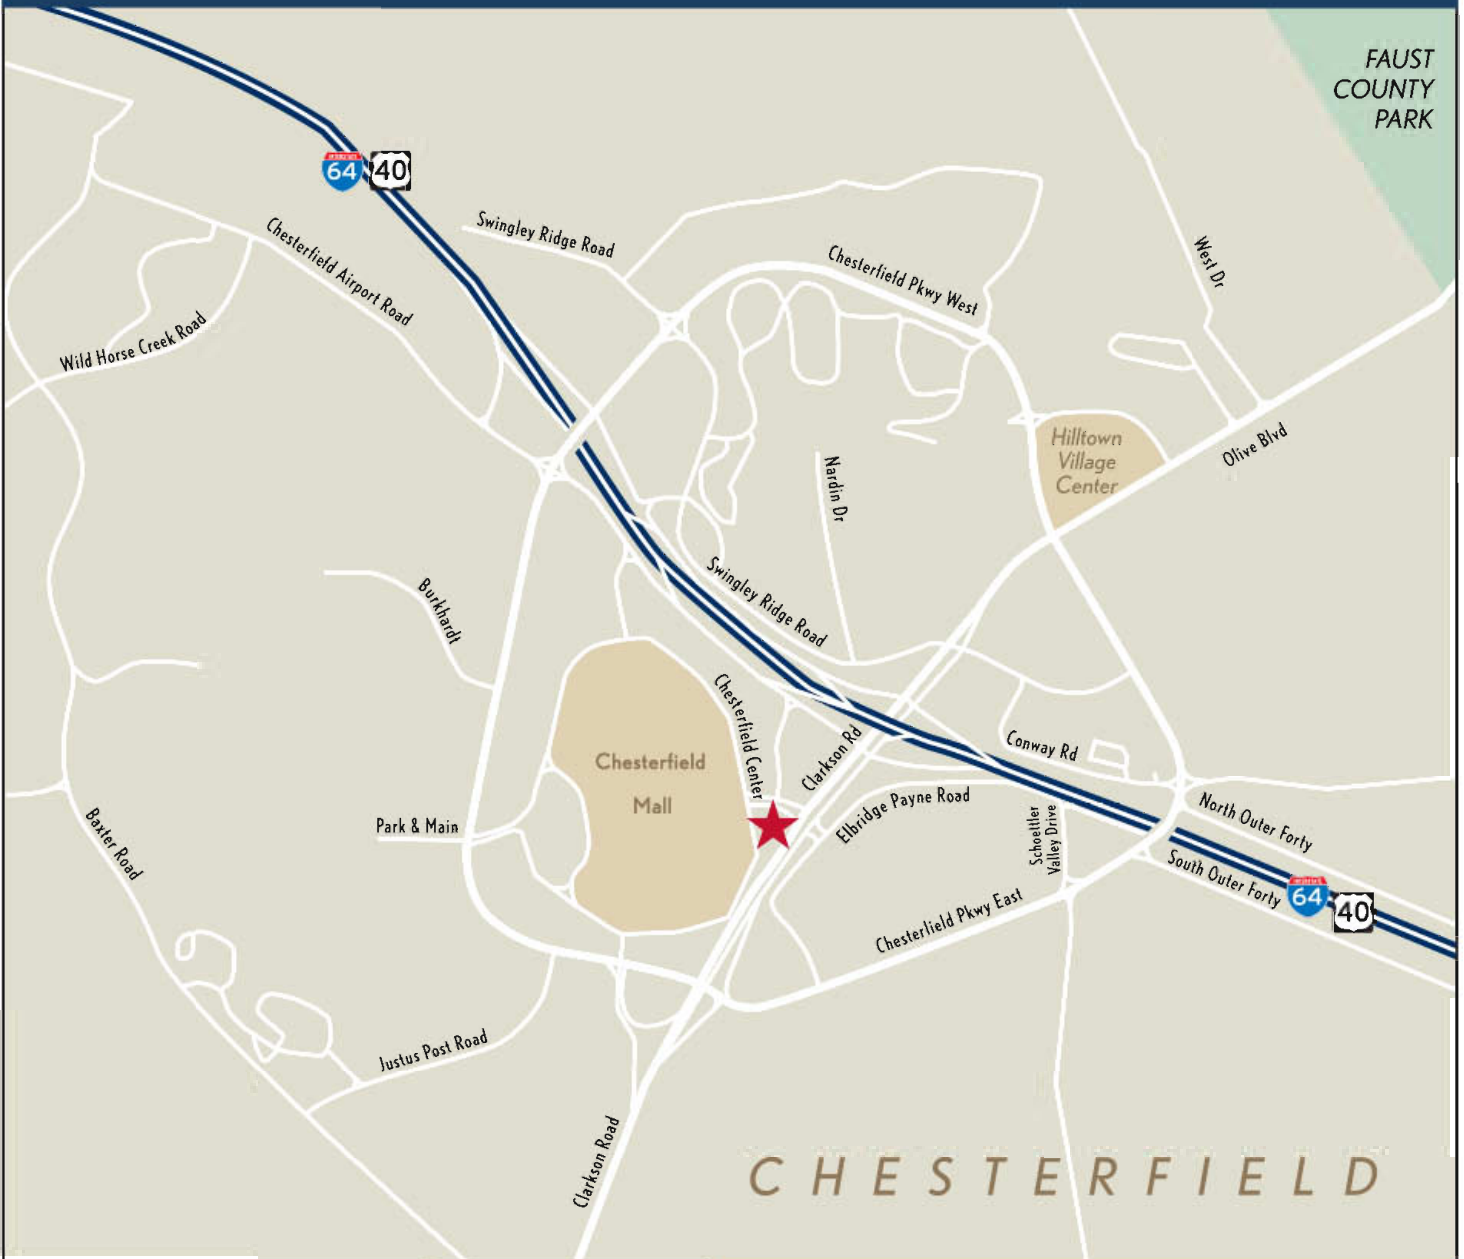 FAUST
COUNTY
PARK
64
40
Swingley Ridge Road
Chesterfield Airport Road
Chesterfield Pkwy West
West Dr
Wild Horse Creek Road
Hilltown
Village
Center
Olive Blvd
Nardin Dr
Burkhardt
Swingley Ridge Road
Chesterfield Center
Clarkson Rd
Conway Rd
Chesterfield
Mall
Elbridge Payne Road
Schoettler
Valley Drive
North Outer Forty
Park & Main
Baxter Road
South Outer Forty
64
40
Chesterfield Pkwy East
Justus Post Road
Clarkson Road
CHESTERFIELD